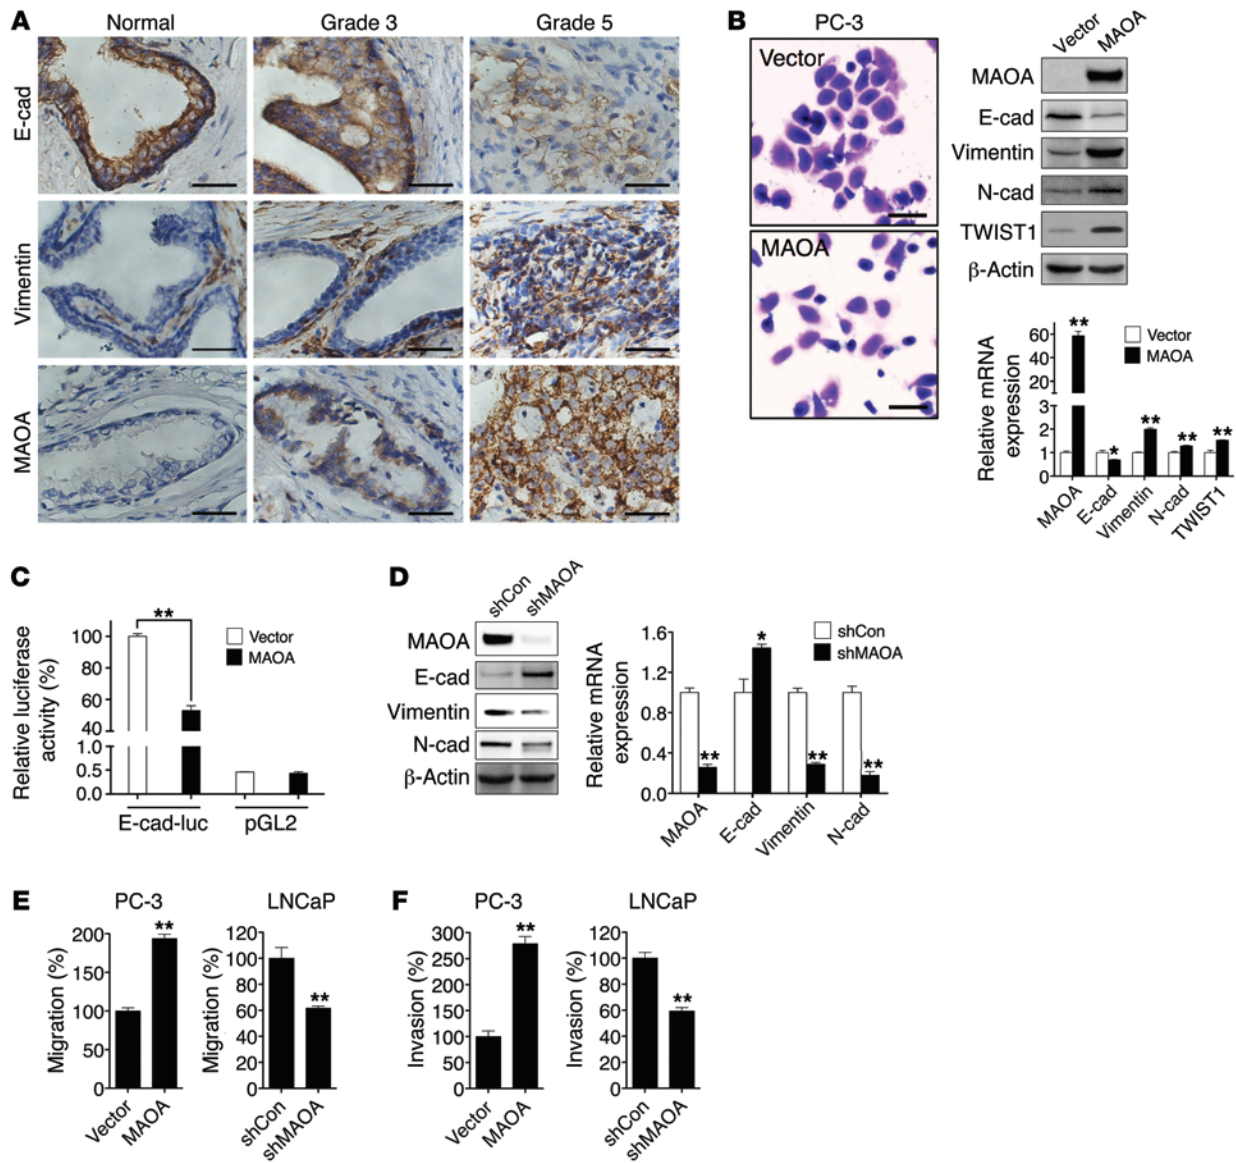 A
Normal
Grade 3
Grade 5
E-cad
Vimentin
MAOA
B
PC-3
Vector
MAOA
Vector
MAOA
MAOA
E-cad
Vimentin
N-cad
TWIST1
β-Actin
Relative mRNA
expression
60
40
20
3
2
1
0
Vector
MAOA
**
*
**
**
**
MAOA
E-cad
Vimentin
N-cad
TWIST1
C
Relative luciferase
activity (%)
100
80
60
40
1.0
0.5
0.0
**
Vector
MAOA
E-cad-luc
pGL2
D
shCon
shMAOA
MAOA
E-cad
Vimentin
N-cad
β-Actin
Relative mRNA
expression
1.6
1.2
0.8
0.4
0.0
shCon
shMAOA
**
*
**
**
MAOA
E-cad
Vimentin
N-cad
E
PC-3
Migration (%)
200
150
100
50
0
**
Vector
MAOA
LNCaP
Migration (%)
120
100
80
60
40
20
0
**
shCon
shMAOA
F
PC-3
Invasion (%)
300
250
200
150
100
50
0
**
Vector
MAOA
LNCaP
Invasion (%)
120
100
80
60
40
20
0
**
shCon
shMAOA